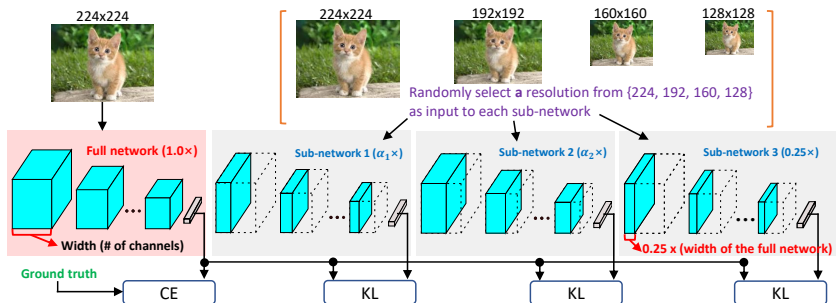 224x224
224x224
192x192
160x160
128x128
Randomly select a resolution from {224, 192, 160, 128}
as input to each sub-network
Full network (1.0×)
Sub-network 1 (α₁×)
Sub-network 2 (α₂×)
Sub-network 3 (0.25×)
...
...
...
...
Width (# of channels)
0.25 x (width of the full network)
Ground truth
CE
KL
KL
KL